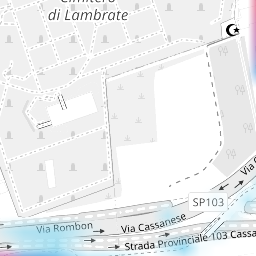 Cimitero
di Lambrate
SP103
Via Rombon
Via Cassanese
Strada Provinciale 103 Cassa